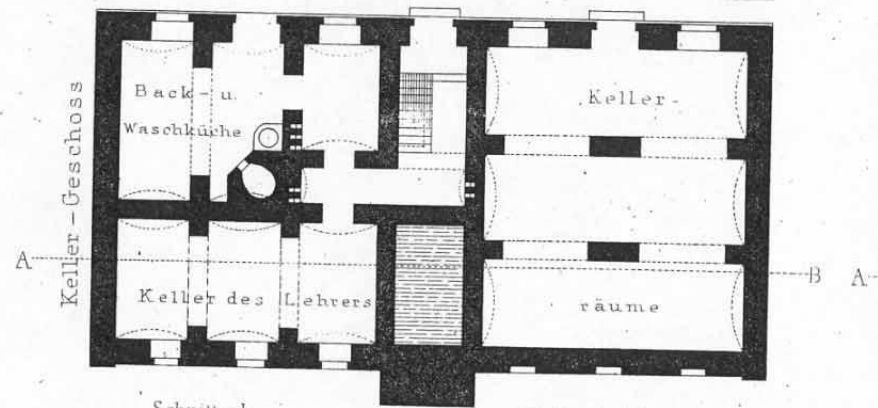 Keller-Geschoss
Back- u.
Waschküche
Keller-
A
B
A
Keller des Lehrers
räume